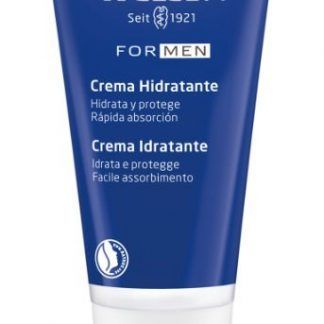 Seit 1921
FOR MEN
Crema Hidratante
Hidrata y protege
Rápida absorción
Crema Idratante
Idrata e protegge
Facile assorbimento